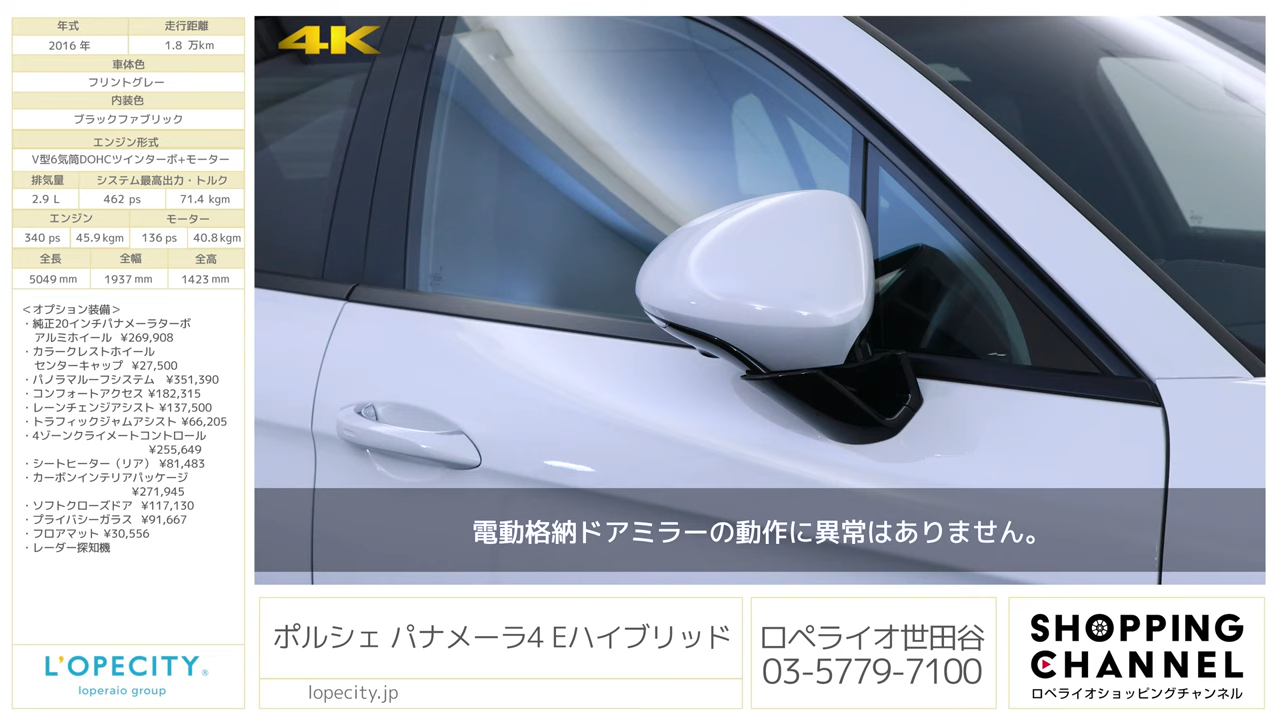 年式 走行距離
2016 年 1.8 万km
車体色
フリントグレー
内装色
ブラックファブリック
エンジン形式
V型6気筒DOHCツインターボ+モーター
排気量 システム最高出力・トルク
2.9 L 462 ps 71.4 kgm
エンジン モーター
340 ps 45.9 kgm 136 ps 40.8 kgm
全長 全幅 全高
5049 mm 1937 mm 1423 mm
＜オプション装備＞
・純正20インチパナメーラターボ
アルミホイール ¥269,908
・カラークレストホイール
センターキャップ ¥27,500
・パノラマルーフシステム ¥351,390
・コンフォートアクセス ¥182,315
・レーンチェンジアシスト ¥137,500
・トラフィックジャムアシスト ¥66,205
・4ゾーンクライメートコントロール
¥255,649
・シートヒーター（リア） ¥81,483
・カーボンインテリアパッケージ
¥271,945
・ソフトクローズドア ¥117,130
・プライバシーガラス ¥91,667
・フロアマット ¥30,556
・レーダー探知機
L'OPECITY®
loperaio group
4K
電動格納ドアミラーの動作に異常はありません。
ポルシェ パナメーラ4 Eハイブリッド
lopecity.jp
ロペライオ世田谷
03-5779-7100
SHOPPING
CHANNEL
ロペライオショッピングチャンネル